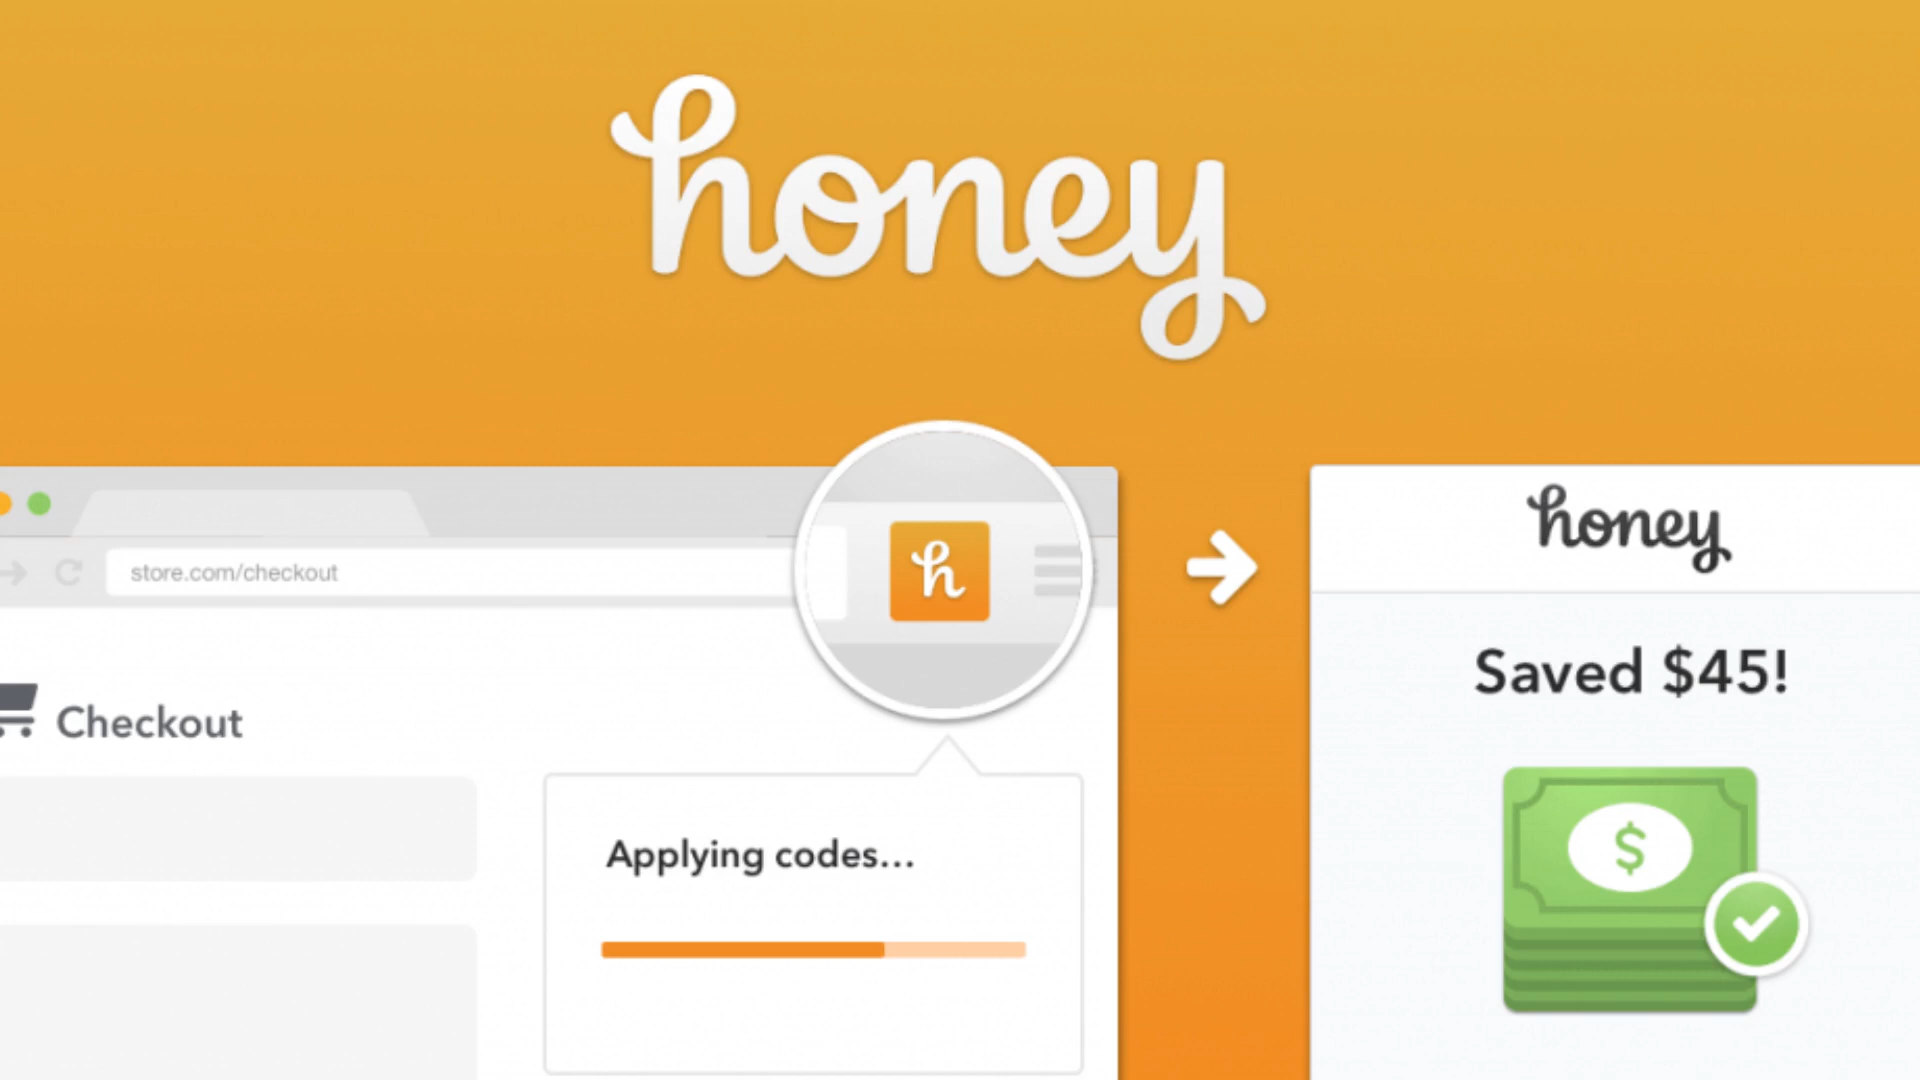 honey
h
store.com/checkout
Checkout
Applying codes...
honey
Saved $45!
$